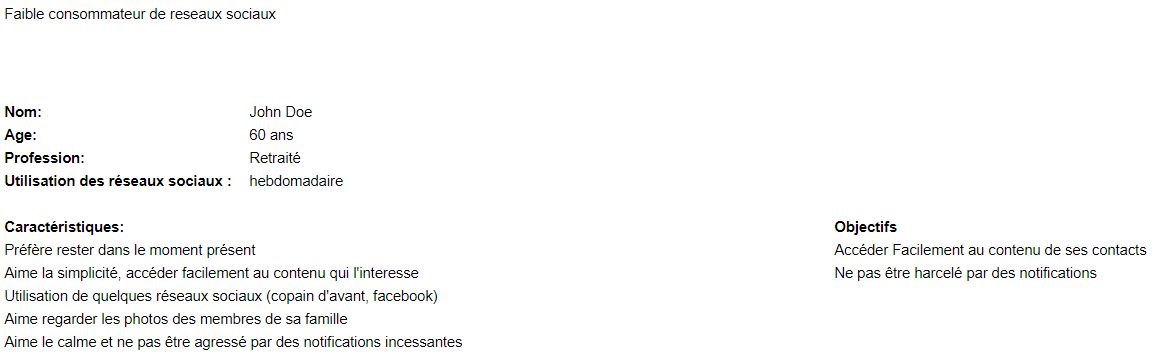 Faible consommateur de reseaux sociaux
Nom: John Doe
Age: 60 ans
Profession: Retraité
Utilisation des réseaux sociaux : hebdomadaire
Caractéristiques:
Préfère rester dans le moment présent
Aime la simplicité, accéder facilement au contenu qui l'interesse
Utilisation de quelques réseaux sociaux (copain d'avant, facebook)
Aime regarder les photos des membres de sa famille
Aime le calme et ne pas être agressé par des notifications incessantes
Objectifs
Accéder Facilement au contenu de ses contacts
Ne pas être harcelé par des notifications